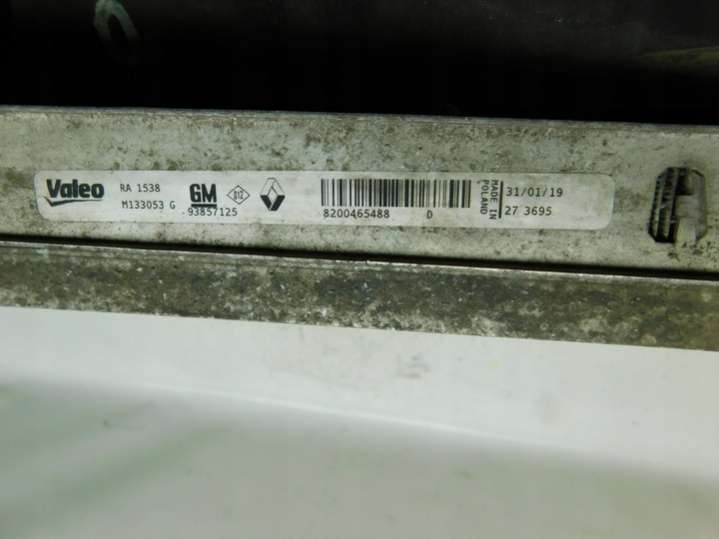 Valeo RA 1538
M133053 G
GM
93857125
8200465488 D
MADE IN
POLAND
31/01/19
27 3695